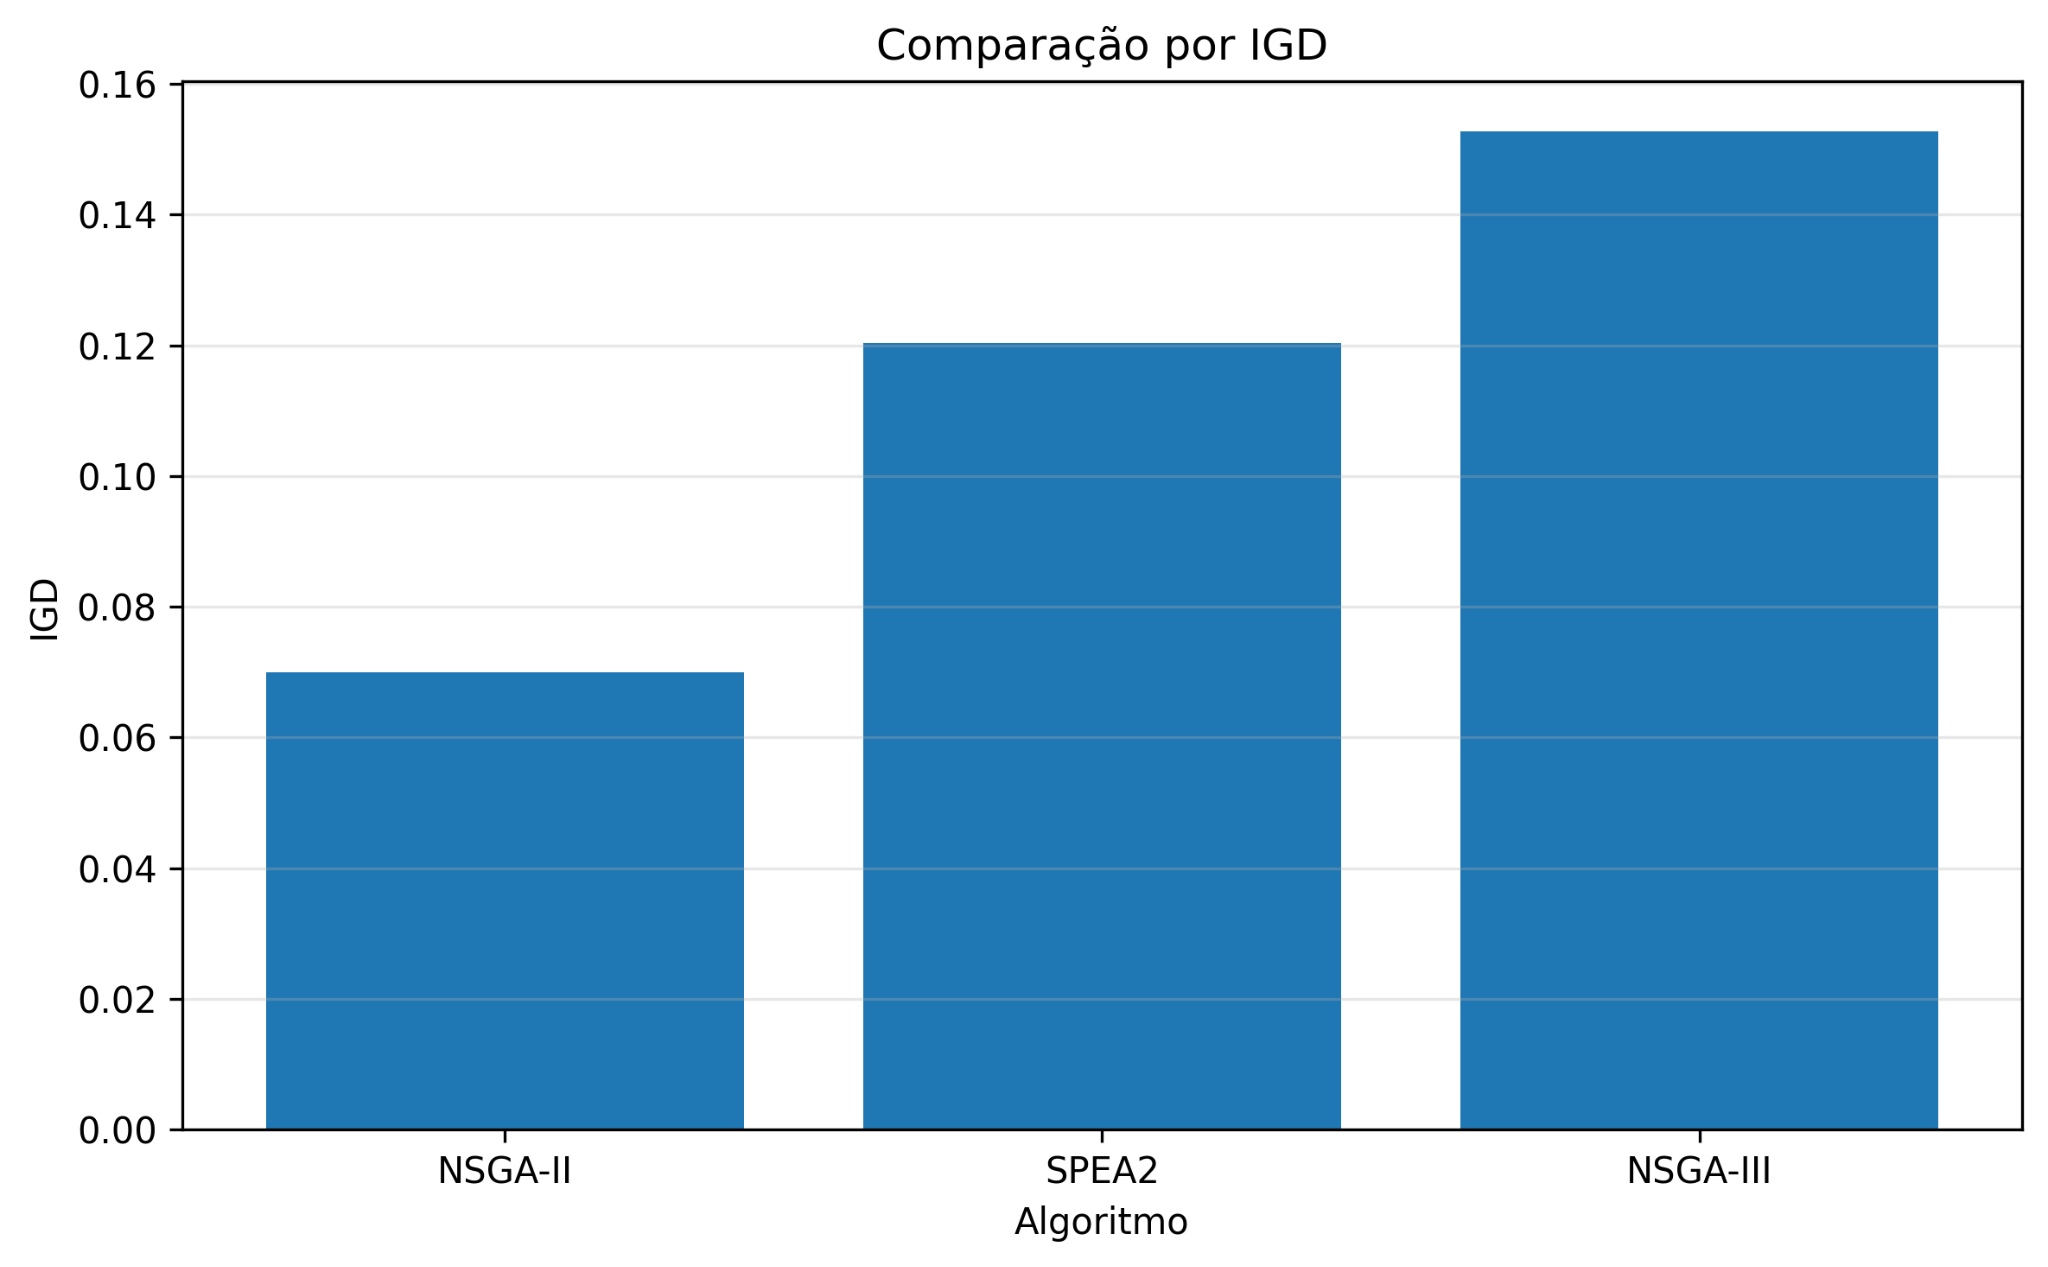 Comparação por IGD
0.16
0.14
0.12
0.10
0.08
0.06
0.04
0.02
0.00
IGD
NSGA-II
SPEA2
NSGA-III
Algoritmo